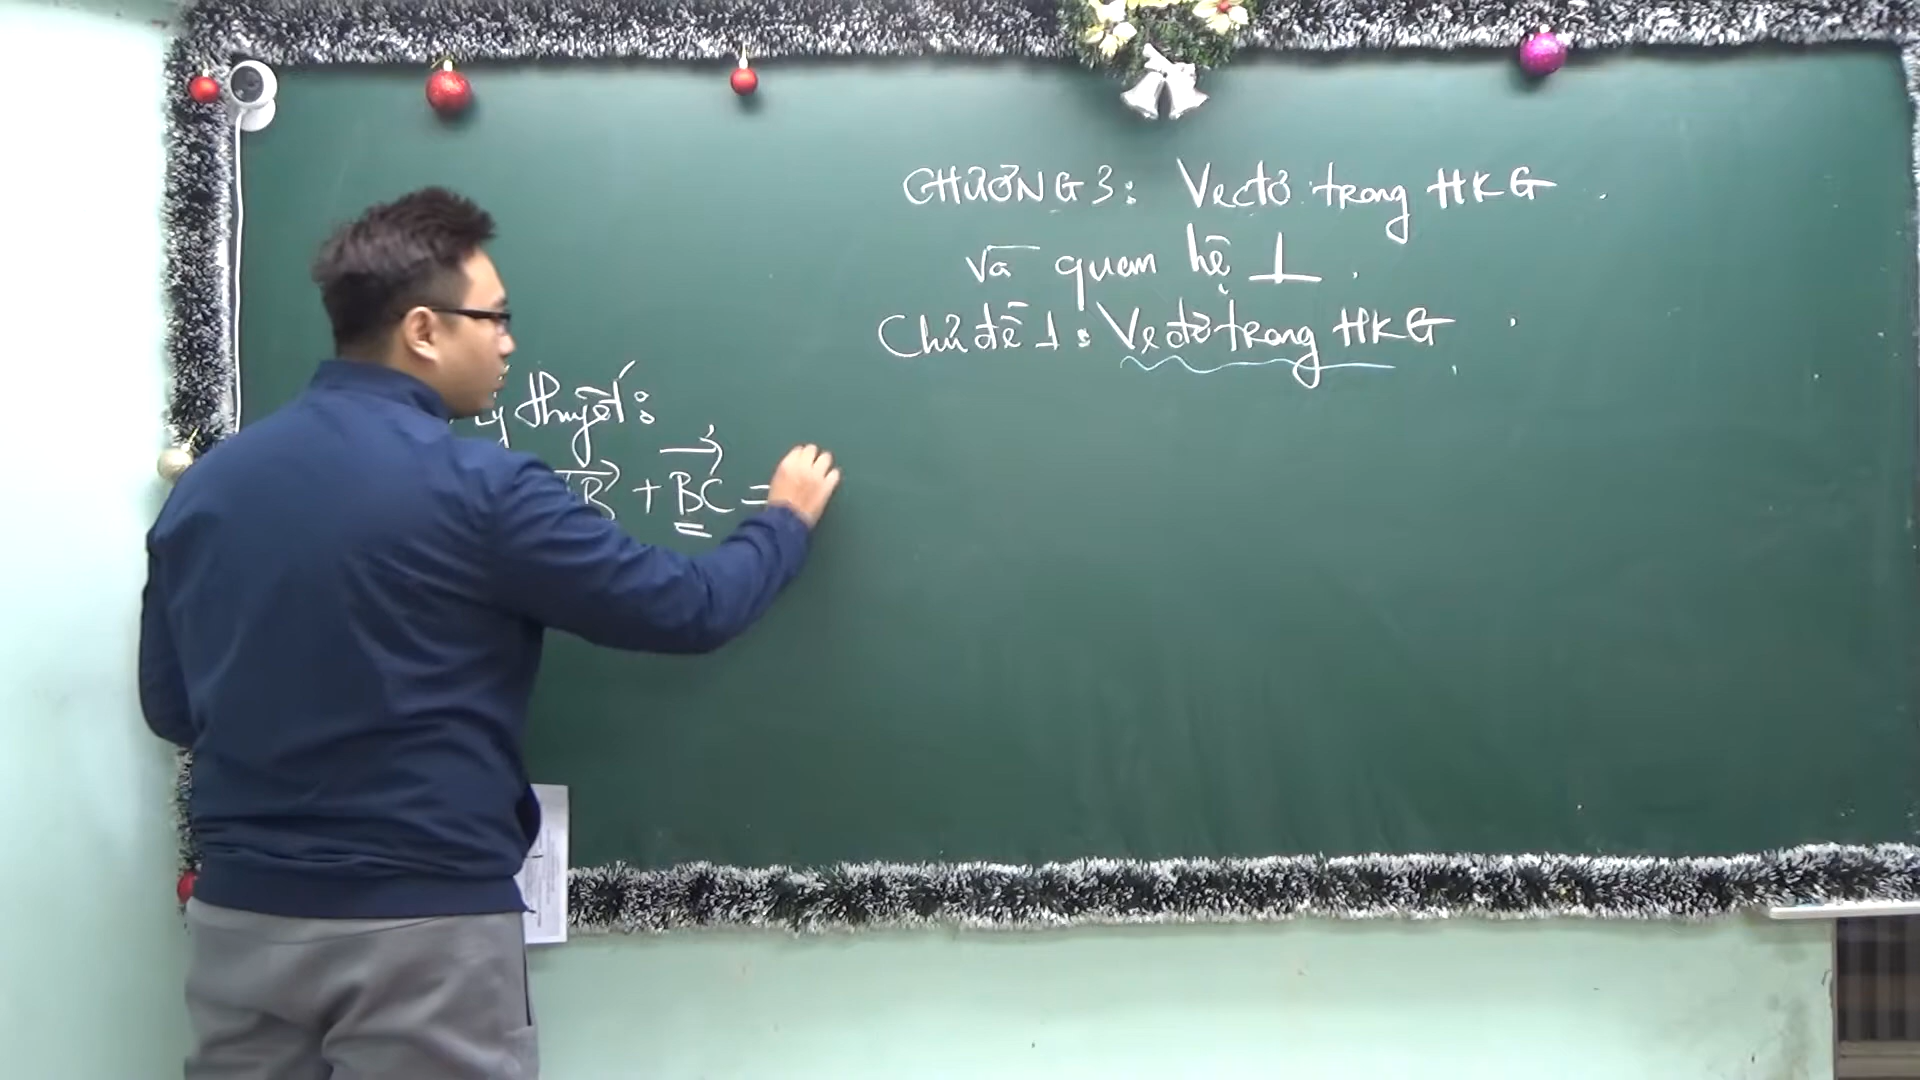 CHƯƠNG 3: Vectơ trong HKG
và quan hệ ⊥
Chủ đề 1: Vectơ trong HKG
ý thuyết:
B + BC =